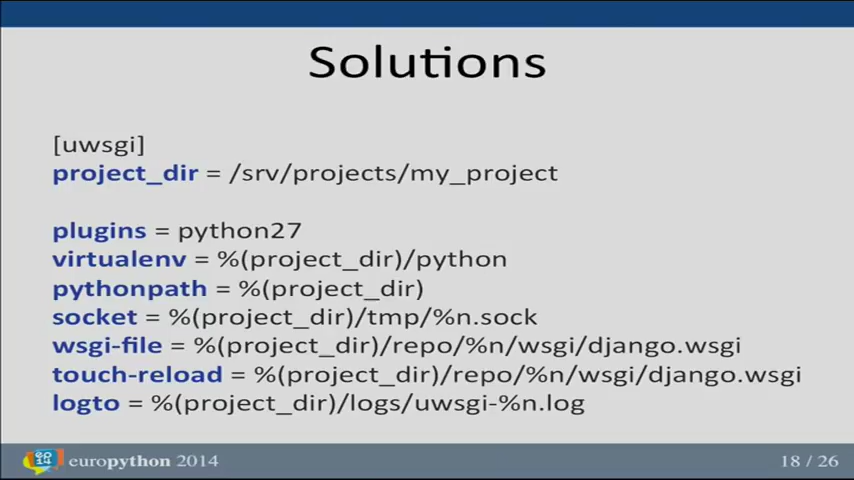 Solutions
[uwsgi]
project_dir = /srv/projects/my_project
plugins = python27
virtualenv = %(project_dir)/python
pythonpath = %(project_dir)
socket = %(project_dir)/tmp/%n.sock
wsgi-file = %(project_dir)/repo/%n/wsgi/django.wsgi
touch-reload = %(project_dir)/repo/%n/wsgi/django.wsgi
logto = %(project_dir)/logs/uwsgi-%n.log
ep
14
europython 2014
18 / 26